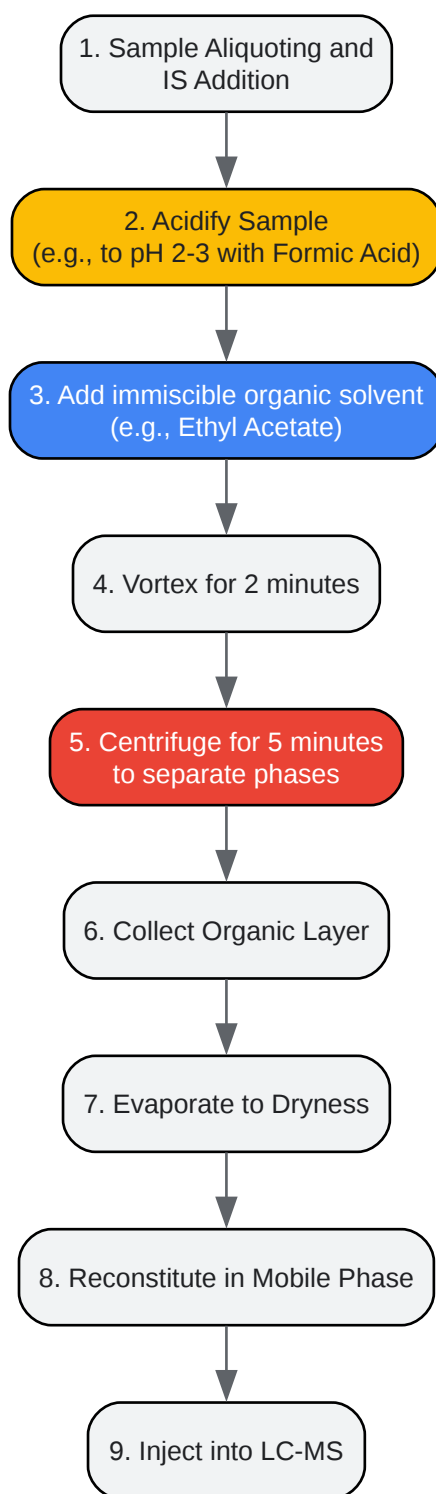 1. Sample Aliquoting and
IS Addition
2. Acidify Sample
(e.g., to pH 2-3 with Formic Acid)
3. Add immiscible organic solvent
(e.g., Ethyl Acetate)
4. Vortex for 2 minutes
5. Centrifuge for 5 minutes
to separate phases
6. Collect Organic Layer
7. Evaporate to Dryness
8. Reconstitute in Mobile Phase
9. Inject into LC-MS